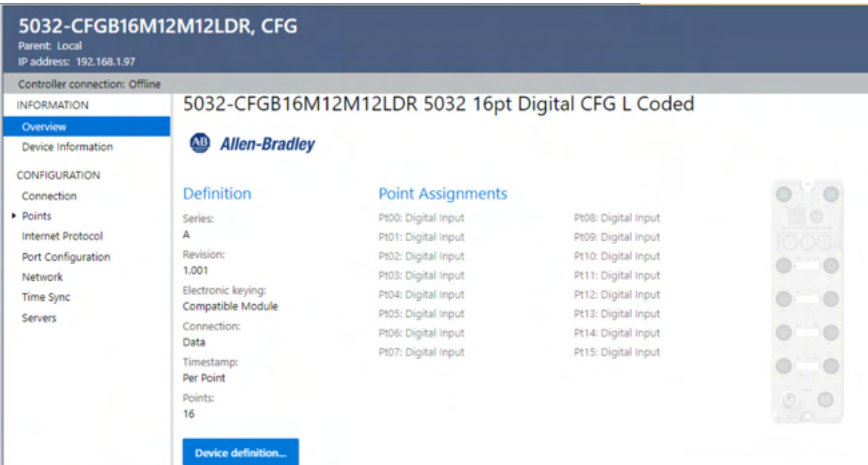 5032-CFGB16M12M12LDR, CFG
Parent: Local
IP address: 192.168.1.97
Controller connection: Offline
INFORMATION
Overview
Device Information
CONFIGURATION
Connection
Points
Internet Protocol
Port Configuration
Network
Time Sync
Servers
5032-CFGB16M12M12LDR 5032 16pt Digital CFG L Coded
AB Allen-Bradley
Definition
Series:
A
Revision:
1.001
Electronic keying:
Compatible Module
Connection:
Data
Timestamp:
Per Point
Points:
16
Device definition...
Point Assignments
Pt00: Digital Input
Pt01: Digital Input
Pt02: Digital Input
Pt03: Digital Input
Pt04: Digital Input
Pt05: Digital Input
Pt06: Digital Input
Pt07: Digital Input
Pt08: Digital Input
Pt09: Digital Input
Pt10: Digital Input
Pt11: Digital Input
Pt12: Digital Input
Pt13: Digital Input
Pt14: Digital Input
Pt15: Digital Input